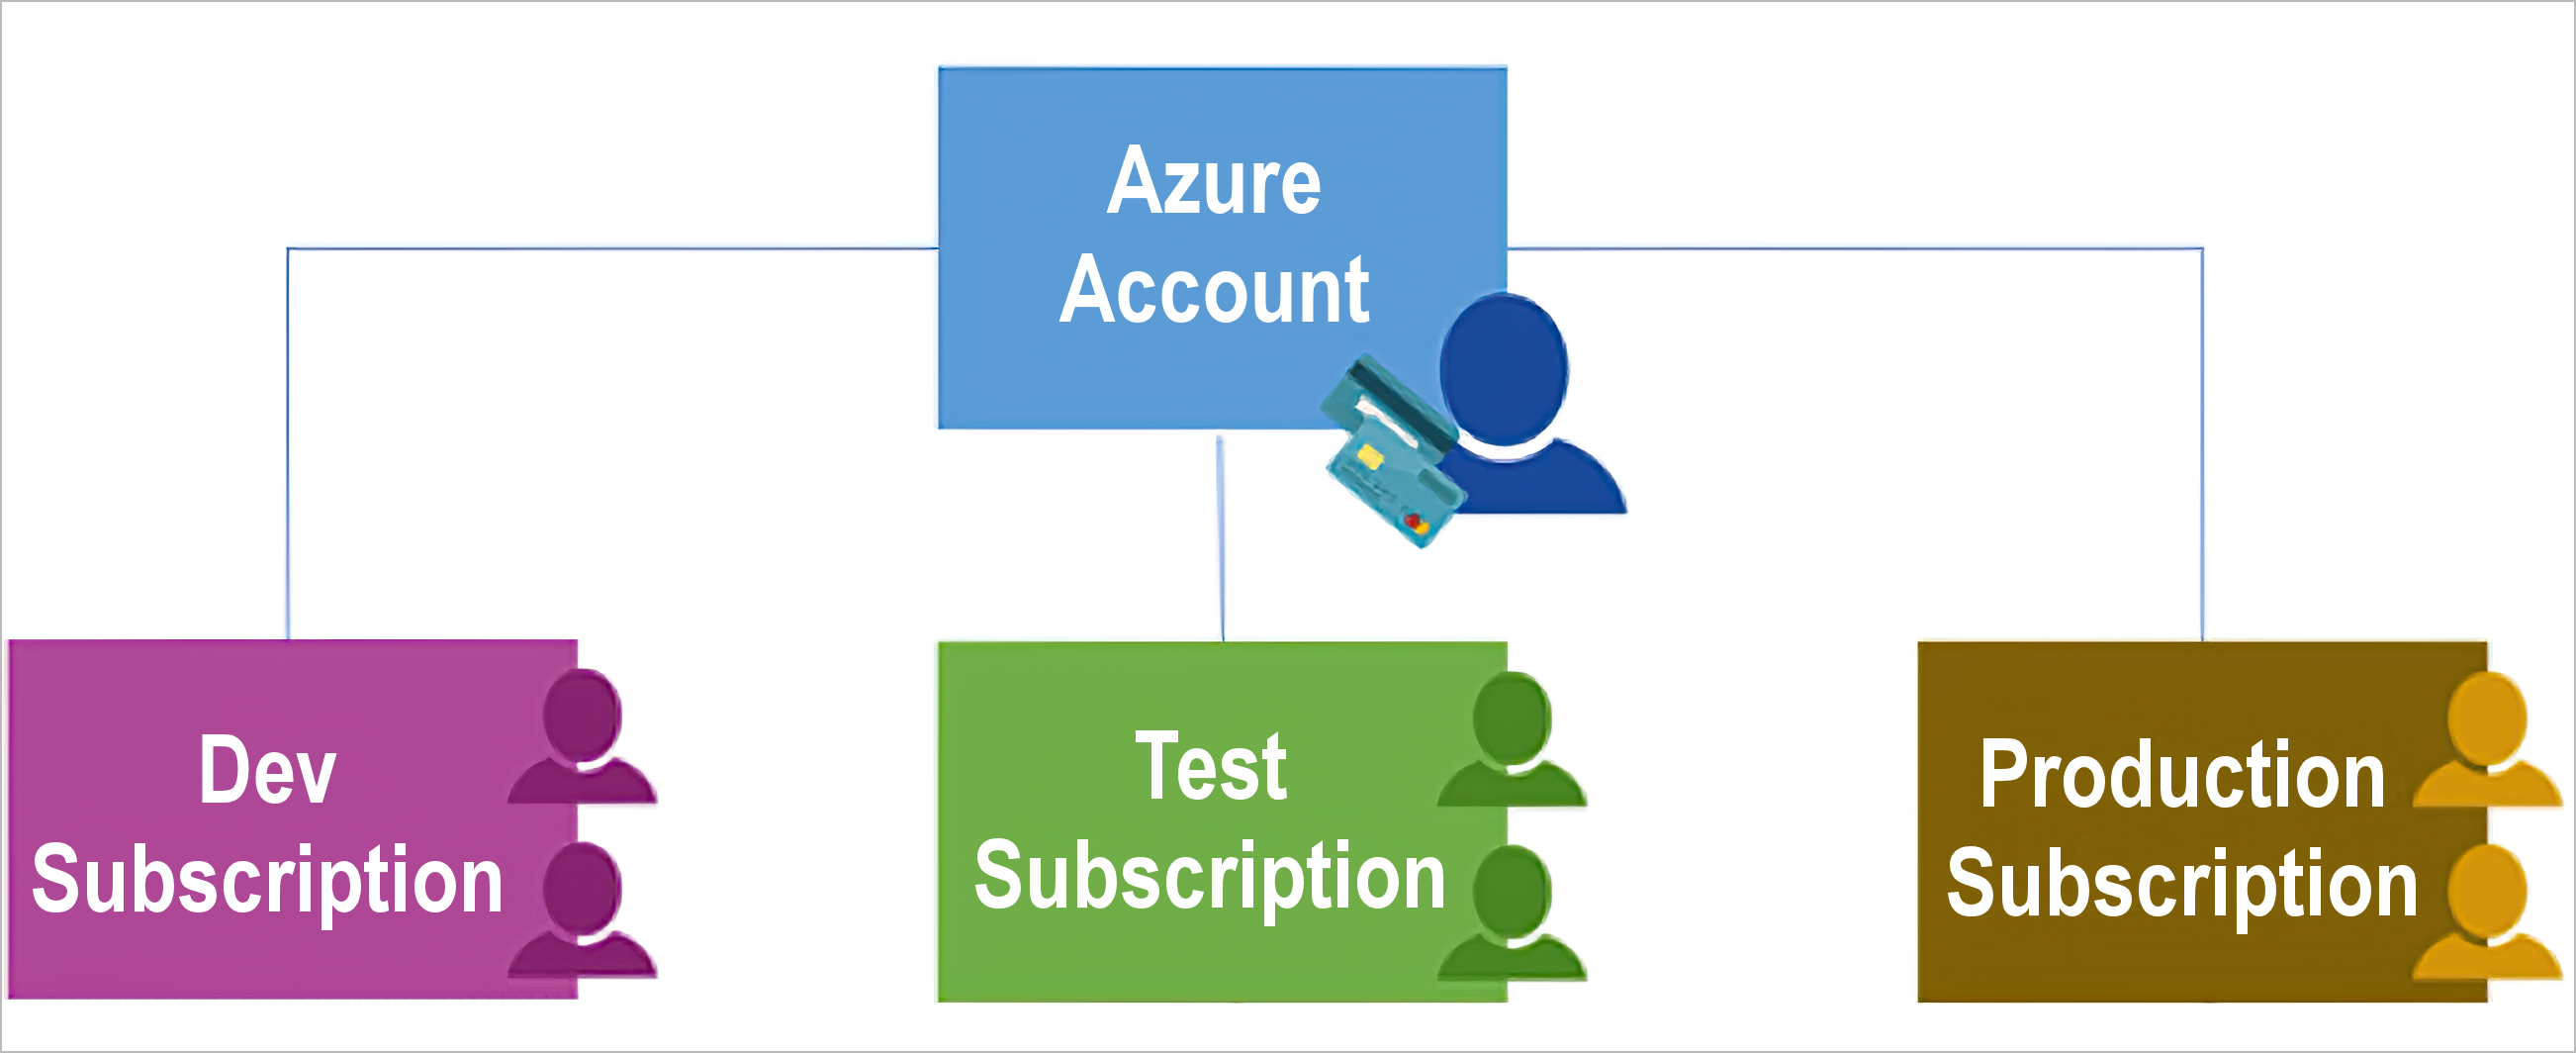 Azure
Account
Dev
Subscription
Test
Subscription
Production
Subscription